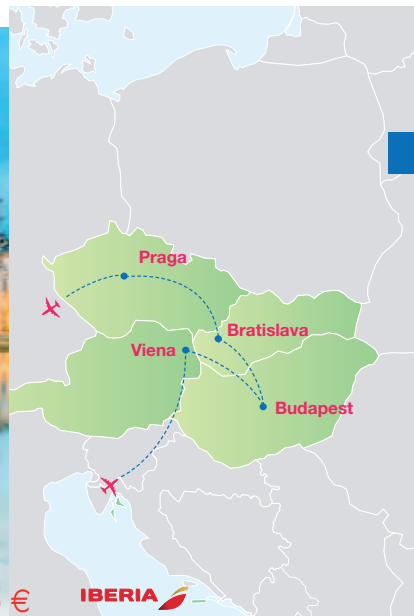 Praga
Bratislava
Viena
Budapest
€
IBERIA